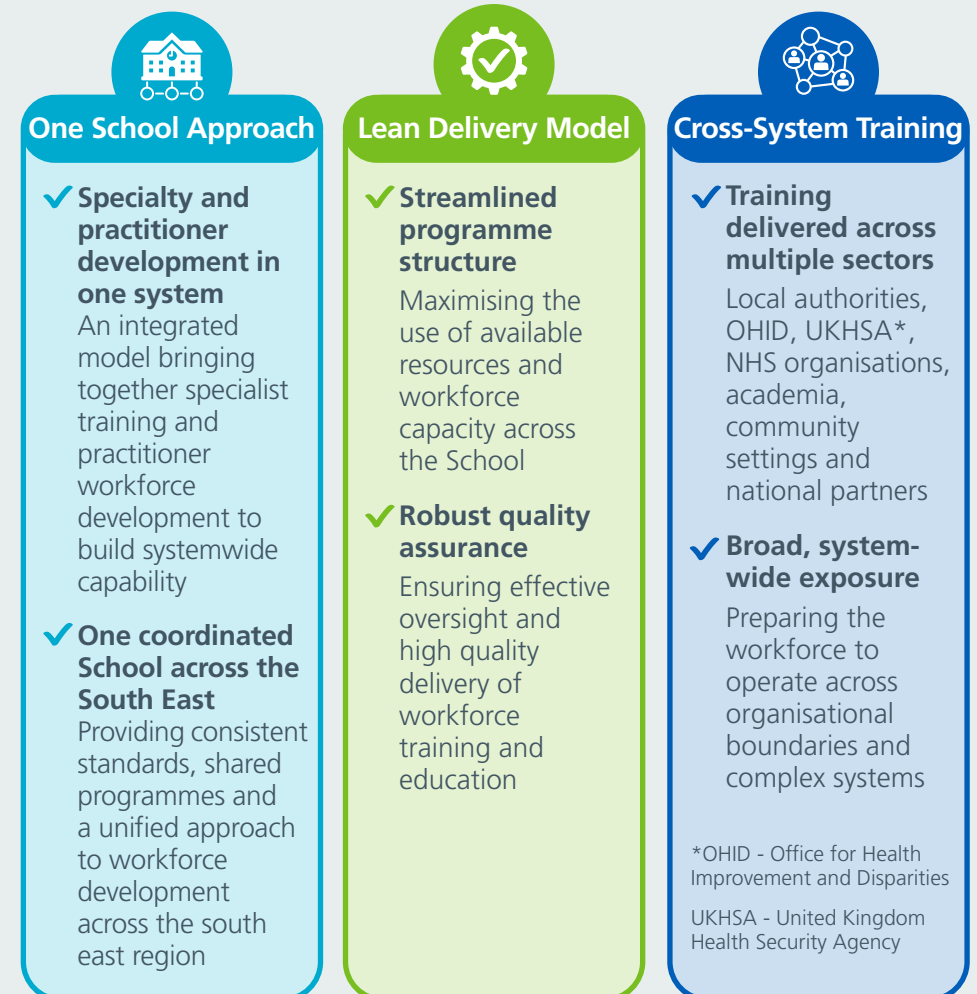 One School Approach
Specialty and
practitioner
development in
one system
An integrated
model bringing
together specialist
training and
practitioner
workforce
development to
build systemwide
capability
One coordinated
School across the
South East
Providing consistent
standards, shared
programmes and
a unified approach
to workforce
development
across the south
east region
Lean Delivery Model
Streamlined
programme
structure
Maximising the
use of available
resources and
workforce
capacity across
the School
Robust quality
assurance
Ensuring effective
oversight and
high quality
delivery of
workforce
training and
education
Cross-System Training
Training
delivered across
multiple sectors
Local authorities,
OHID, UKHSA*,
NHS organisations,
academia,
community
settings and
national partners
Broad, system-
wide exposure
Preparing the
workforce to
operate across
organisational
boundaries and
complex systems
*OHID - Office for Health
Improvement and Disparities
UKHSA - United Kingdom
Health Security Agency